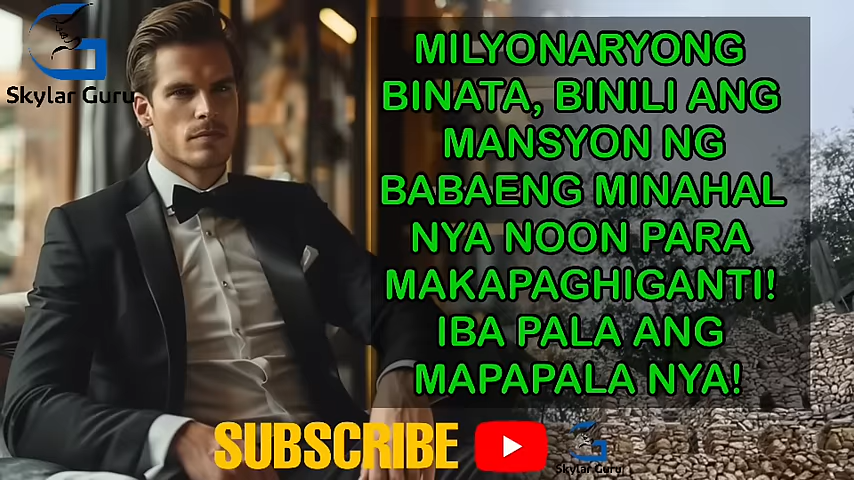 Skylar Guru
MILYONARYONG
BINATA, BINILI ANG
MANSYON NG
BABAENG MINAHAL
NYA NOON PARA
MAKAPAGHIGANTI!
IBA PALA ANG
MAPAPALA NYA!
SUBSCRIBE
Skylar Guru